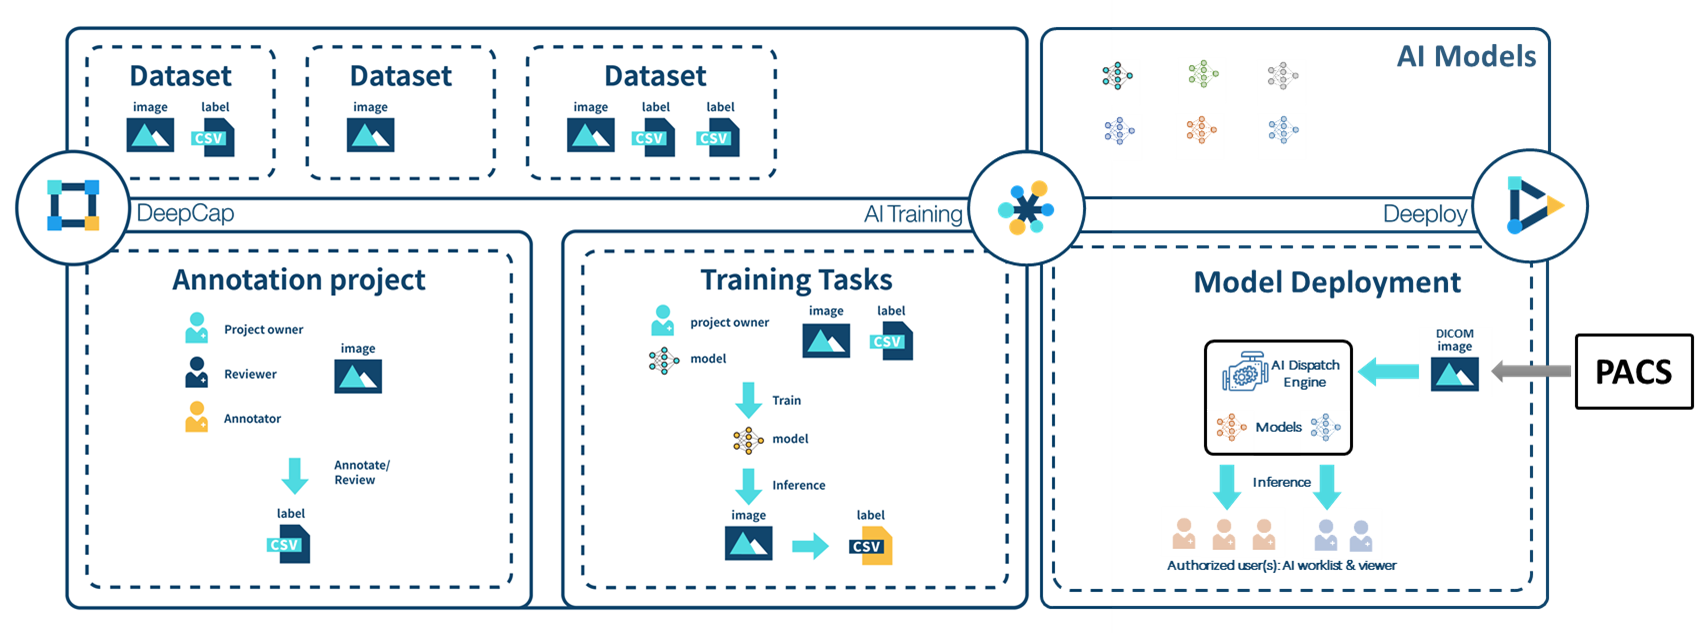 Dataset
image label
CSV
Dataset
image
Dataset
image label label
CSV CSV
AI Models
DeepCap
AI Training
Deeploy
Annotation project
Project owner
Reviewer
Annotator
image
Annotate/
Review
label
CSV
Training Tasks
project owner
model
image label
CSV
Train
model
Inference
image label
CSV
Model Deployment
DICOM
image
PACS
AI Dispatch
Engine
Models
Inference
Authorized user(s): AI worklist & viewer